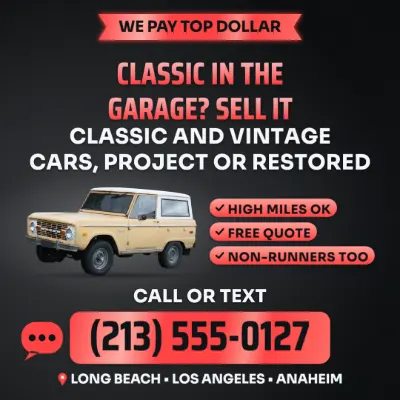 WE PAY TOP DOLLAR
CLASSIC IN THE
GARAGE? SELL IT
CLASSIC AND VINTAGE
CARS, PROJECT OR RESTORED
HIGH MILES OK
FREE QUOTE
NON-RUNNERS TOO
CALL OR TEXT
(213) 555-0127
LONG BEACH • LOS ANGELES • ANAHEIM